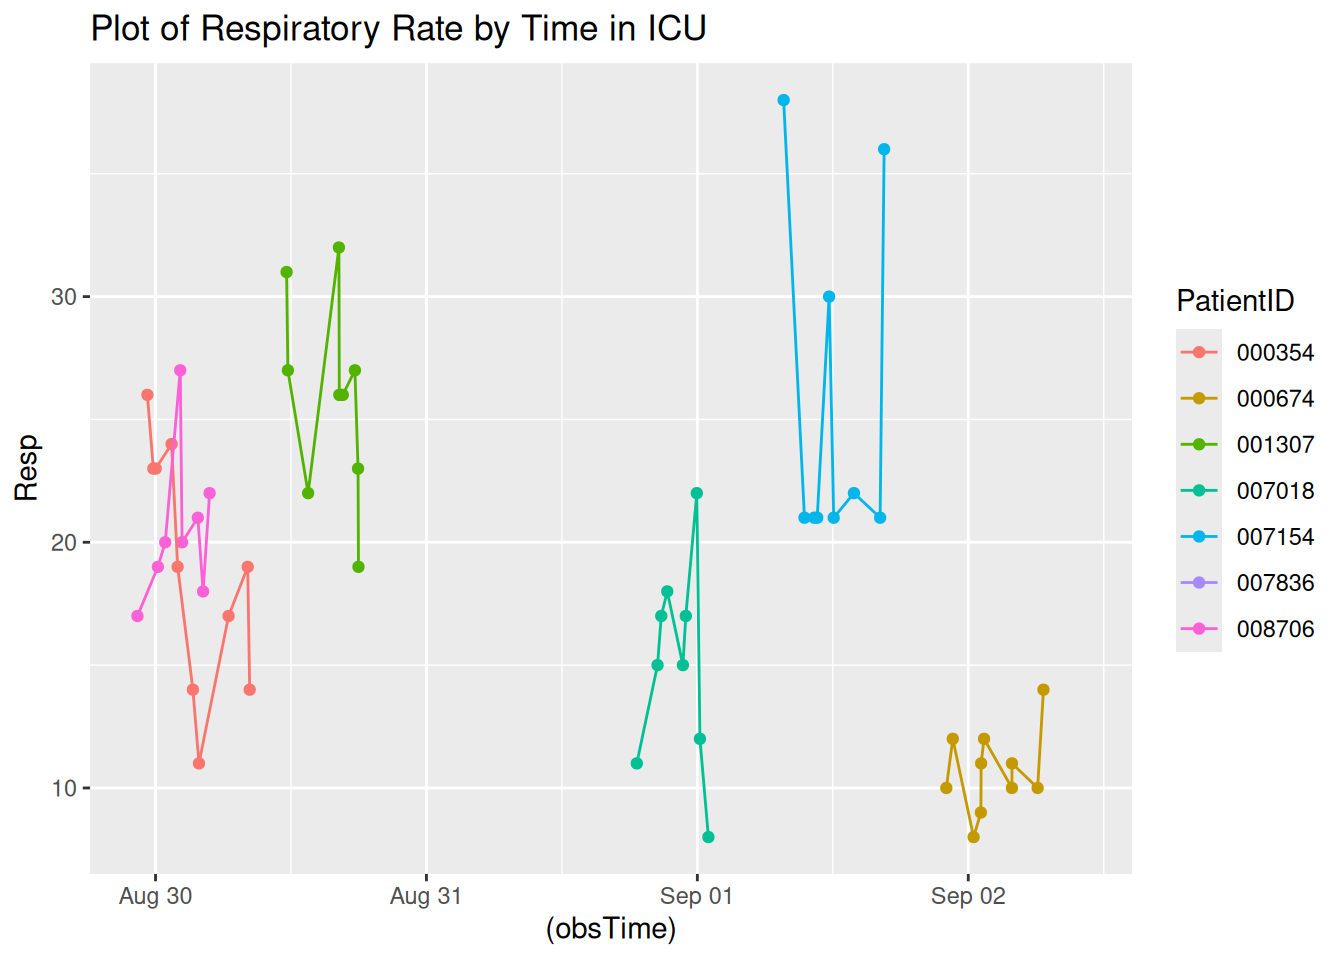 Plot of Respiratory Rate by Time in ICU
Resp
30
20
10
Aug 30
Aug 31
Sep 01
Sep 02
(obsTime)
PatientID
000354
000674
001307
007018
007154
007836
008706